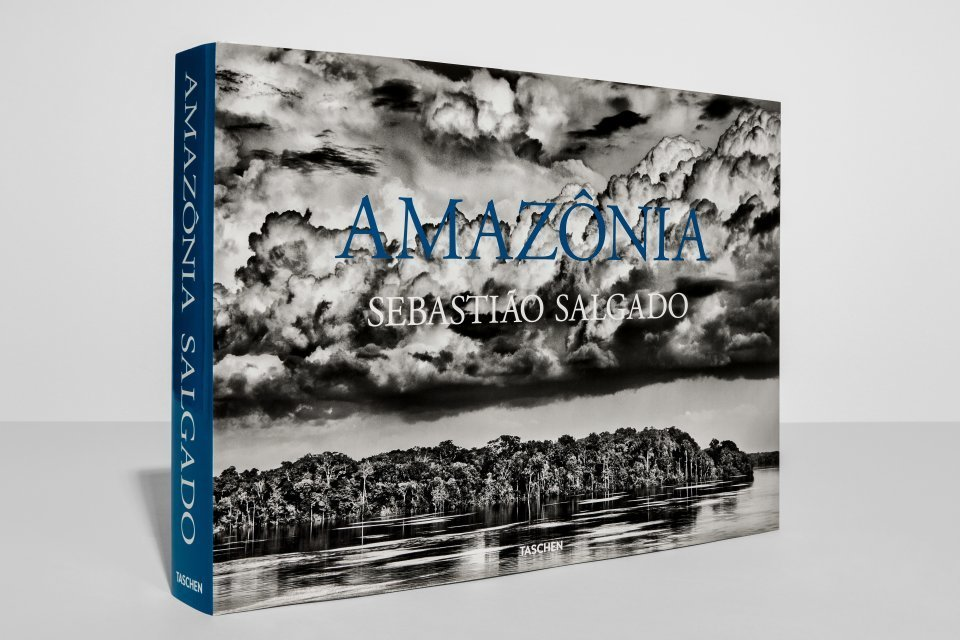 AMAZÔNIA SALGADO
TASCHEN
AMAZÔNIA
SEBASTIÃO SALGADO
TASCHEN